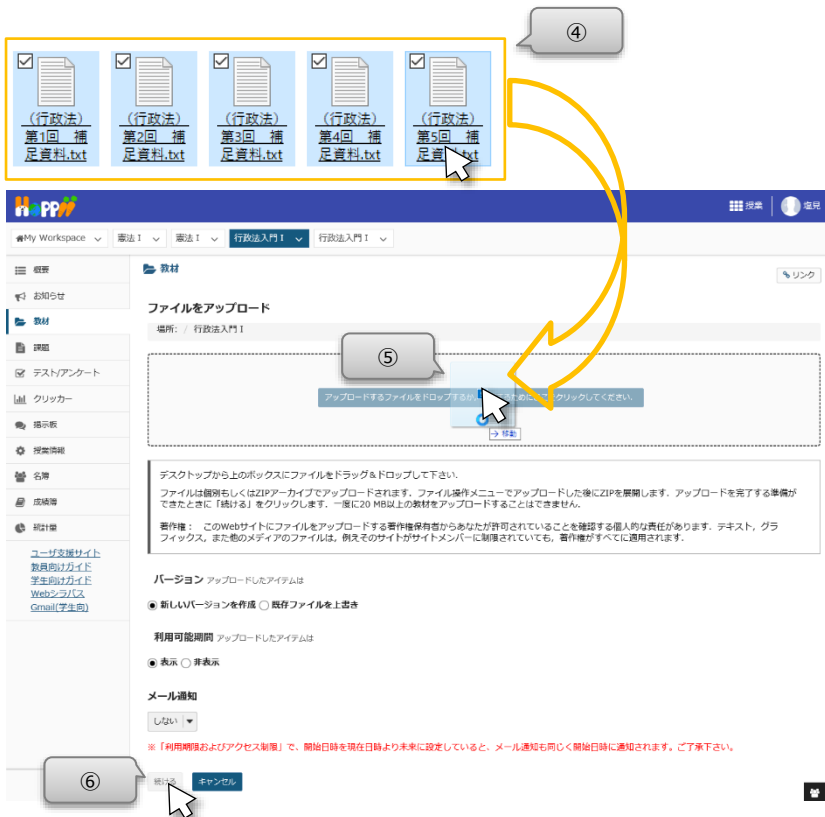 ④
(行政法)
第1回 補
足資料.txt
(行政法)
第2回 補
足資料.txt
(行政法)
第3回 補
足資料.txt
(行政法)
第4回 補
足資料.txt
(行政法)
第5回 補
足資料.txt
HoPPii
授業
塩見
My Workspace
憲法 I
憲法 I
行政法入門 I
行政法入門 I
概要
お知らせ
教材
課題
テスト/アンケート
クリッカー
掲示板
授業情報
名簿
成績簿
統計量
ユーザ支援サイト
教員向けガイド
学生向けガイド
Webシラバス
Gmail(学生向)
教材
リンク
ファイルをアップロード
場所: / 行政法入門 I
⑤
アップロードするファイルをドロップするか, ために クリックしてください.
→ 移動
デスクトップから上のボックスにファイルをドラッグ&ドロップして下さい.
ファイルは個別もしくはZIPアーカイブでアップロードされます. ファイル操作メニューでアップロードした後にZIPを展開します. アップロードを完了する準備が
できたときに「続ける」をクリックします. 一度に20 MB以上の教材をアップロードすることはできません.
著作権: このWebサイトにファイルをアップロードする著作権保有者からあなたが許可されていることを確認する個人的な責任があります. テキスト, グラ
フィックス, また他のメディアのファイルは, 例えそのサイトがサイトメンバーに制限されていても, 著作権がすべてに適用されます.
バージョン アップロードしたアイテムは
新しいバージョンを作成 既存ファイルを上書き
利用可能期間 アップロードしたアイテムは
表示 非表示
メール通知
しない
※「利用期限およびアクセス制限」で、開始日時を現在日時より未来に設定していると、メール通知も同じく開始日時に通知されます。ご了承下さい。
⑥
続ける
キャンセル